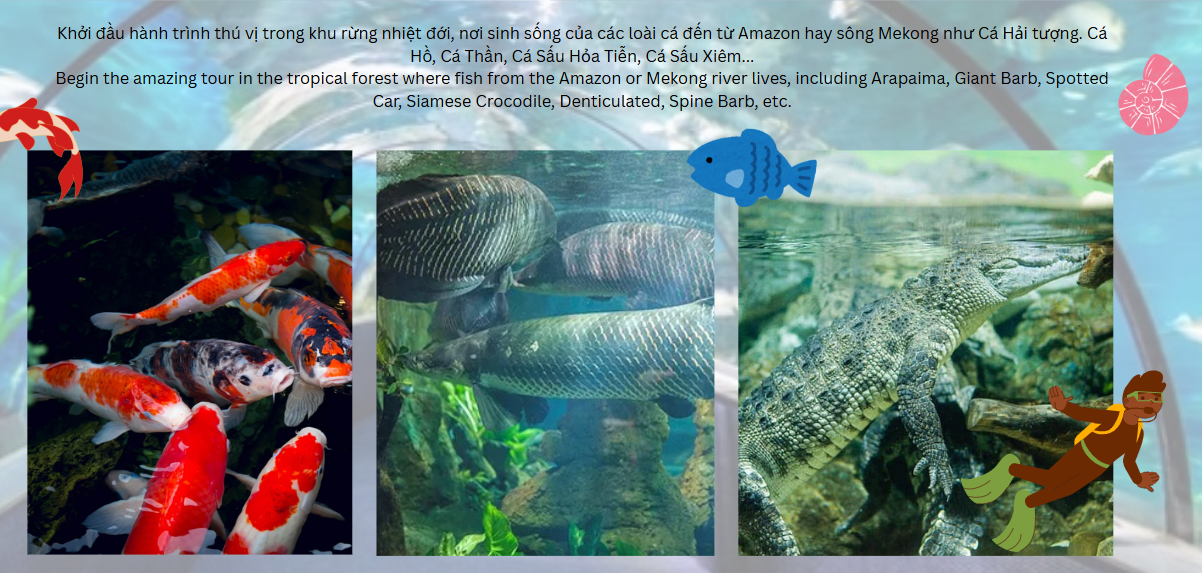 Khởi đầu hành trình thú vị trong khu rừng nhiệt đới, nơi sinh sống của các loài cá đến từ Amazon hay sông Mekong như Cá Hải tượng. Cá
Hồ, Cá Thần, Cá Sấu Hỏa Tiễn, Cá Sấu Xiêm...
Begin the amazing tour in the tropical forest where fish from the Amazon or Mekong river lives, including Arapaima, Giant Barb, Spotted
Car, Siamese Crocodile, Denticulated, Spine Barb, etc.